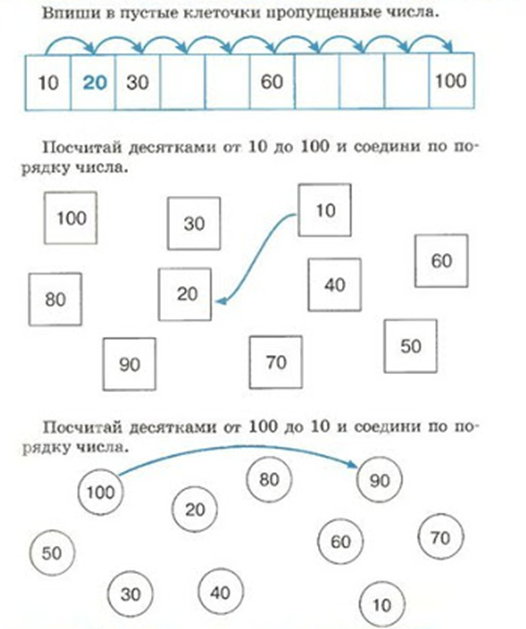 Впиши в пустые клеточки пропущенные числа.
10 20 30 60 100
Посчитай десятками от 10 до 100 и соедини по по-
рядку числа.
100 30 10
60
80 20 40
90 70 50
Посчитай десятками от 100 до 10 и соедини по по-
рядку числа.
100 80 90
20
50 60 70
30 40 10